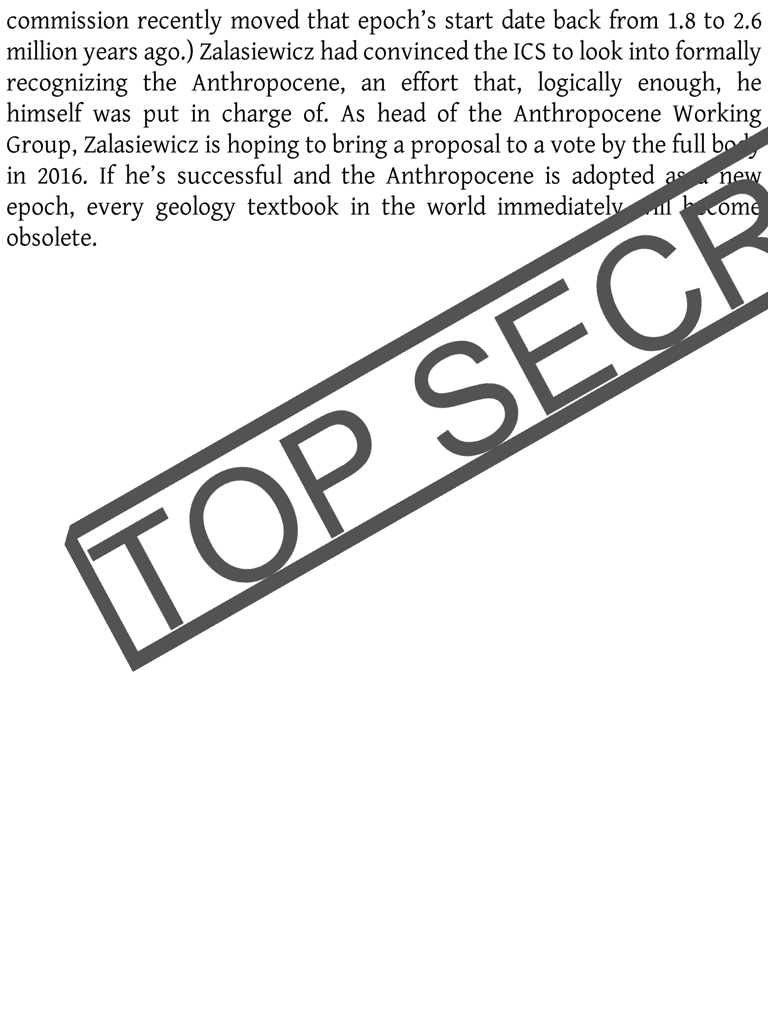 commission recently moved that epoch’s start date back from 1.8 to 2.6
million years ago.) Zalasiewicz had convinced the ICS to look into formally
recognizing the Anthropocene, an effort that, logically enough, he
himself was put in charge of. As head of the Anthropocene Working
Group, Zalasiewicz is hoping to bring a proposal to a vote by the full body
in 2016. If he’s successful and the Anthropocene is adopted as a new
epoch, every geology textbook in the world immediately will become
obsolete.
TOP SECR